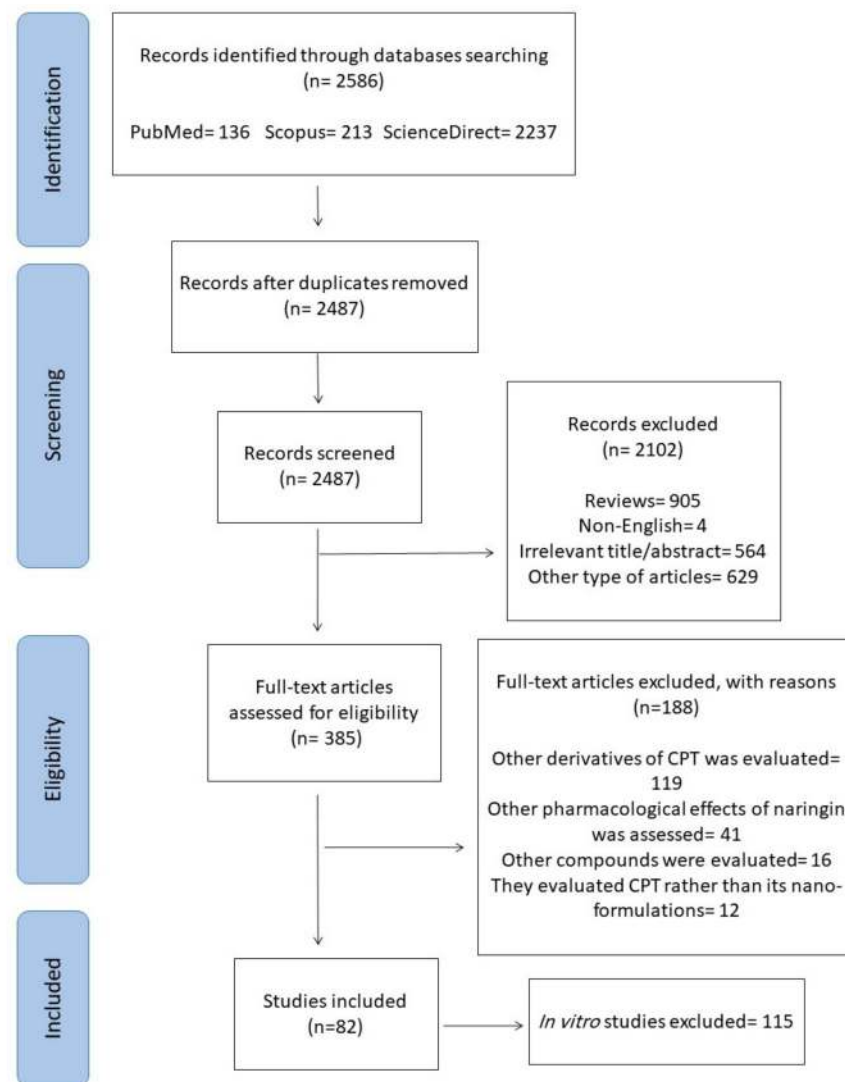 Identification
Records identified through databases searching
(n= 2586)
PubMed= 136 Scopus= 213 ScienceDirect= 2237
Screening
Records after duplicates removed
(n= 2487)
Records screened
(n= 2487)
Records excluded
(n= 2102)
Reviews= 905
Non-English= 4
Irrelevant title/abstract= 564
Other type of articles= 629
Eligibility
Full-text articles
assessed for eligibility
(n= 385)
Full-text articles excluded, with reasons
(n=188)
Other derivatives of CPT was evaluated=
119
Other pharmacological effects of naringin
was assessed= 41
Other compounds were evaluated= 16
They evaluated CPT rather than its nano-
formulations= 12
Included
Studies included
(n=82)
In vitro studies excluded= 115